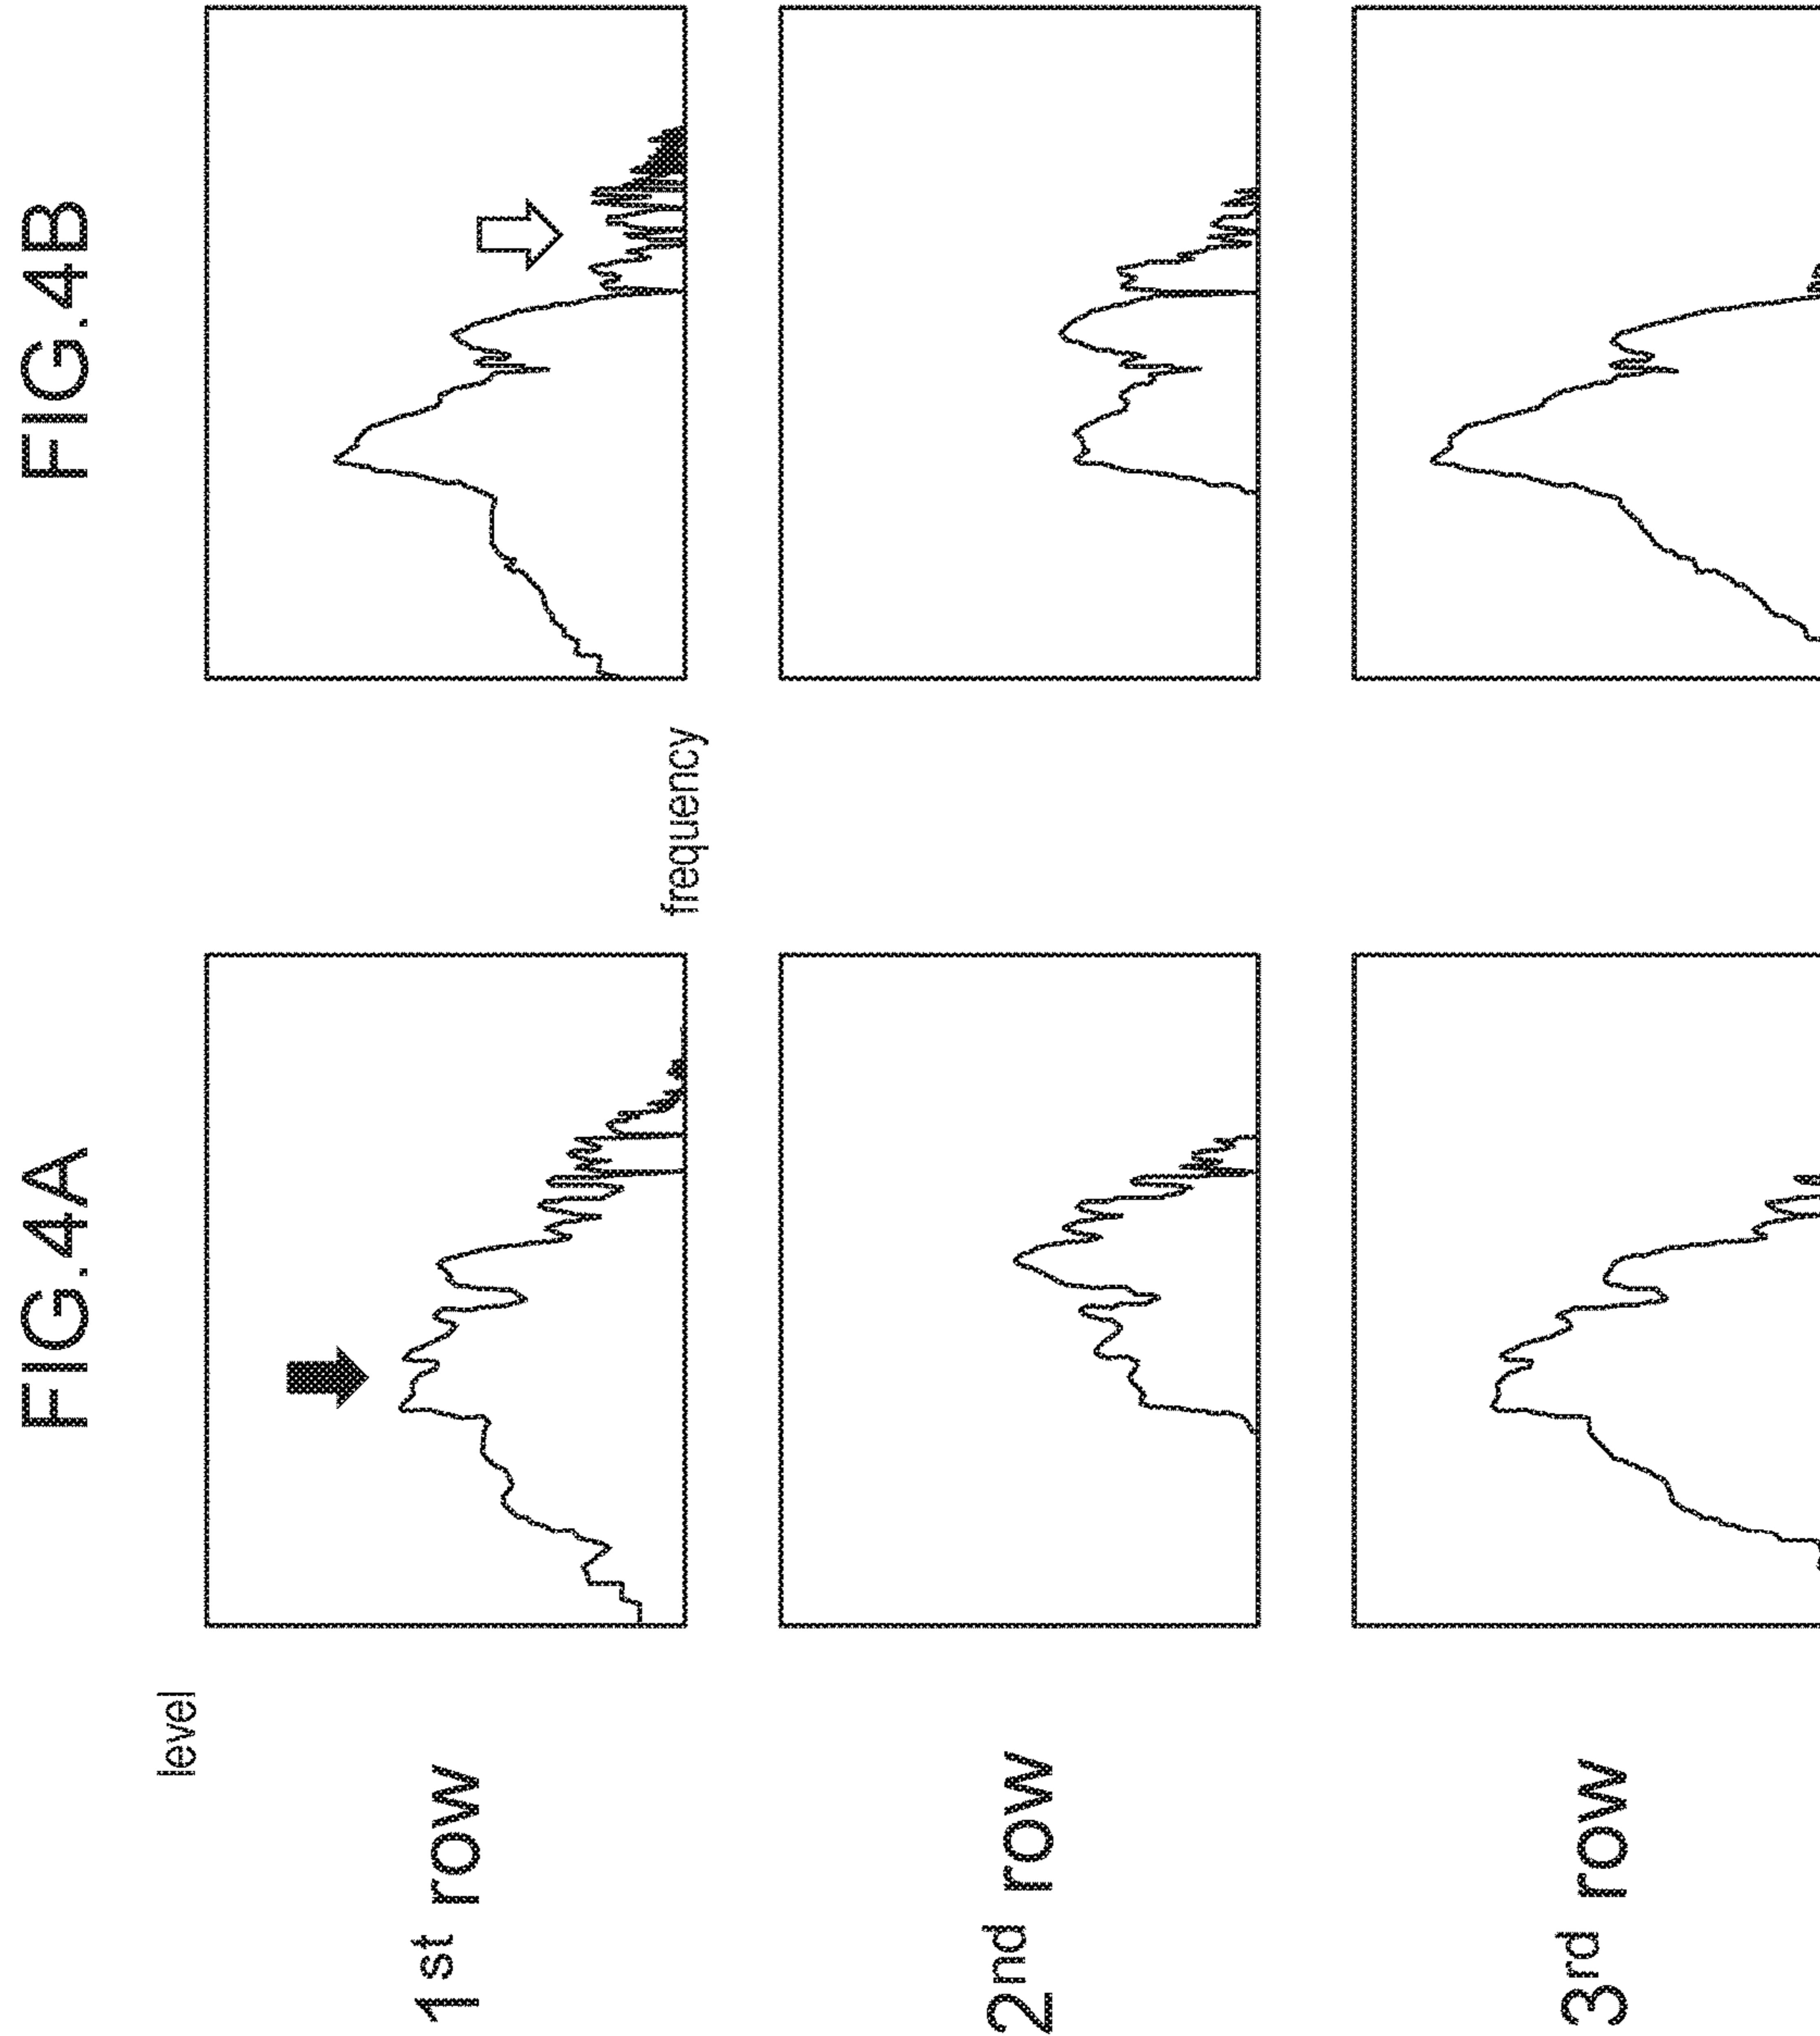 FIG.4A
FIG.4B
level
frequency
1st row
2nd row
3rd row